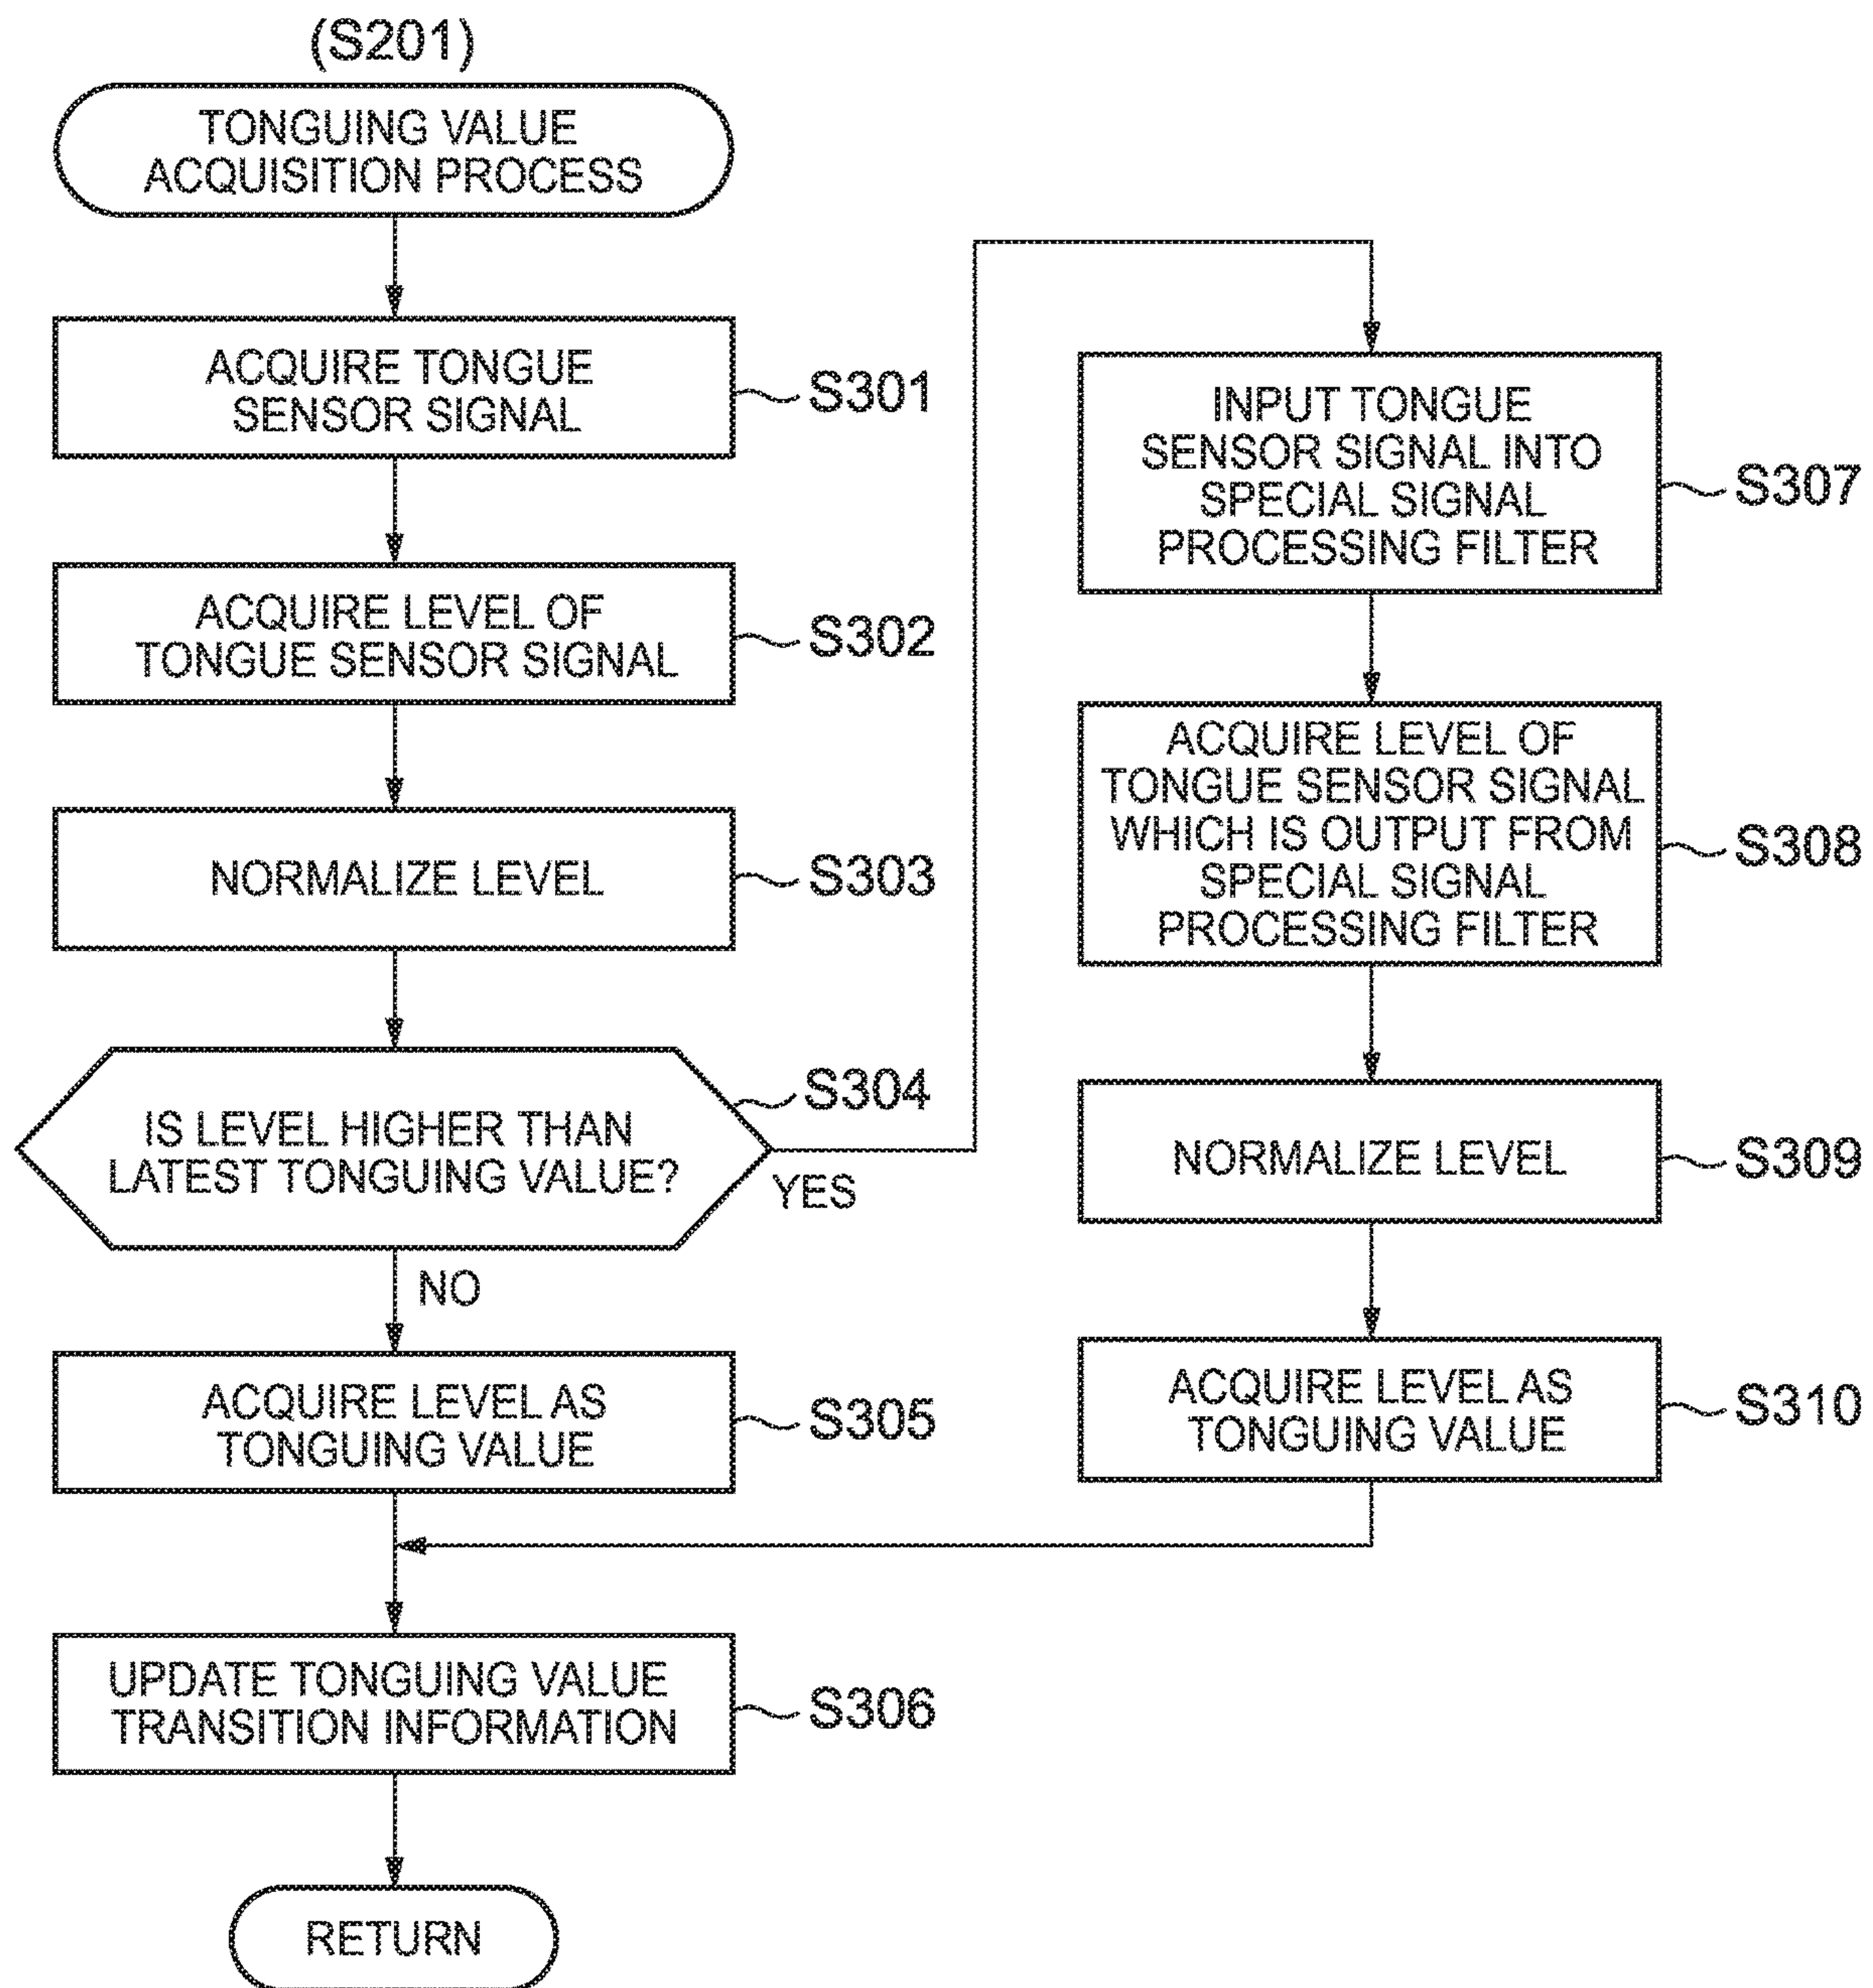 (S201)
TONGUING VALUE
ACQUISITION PROCESS
ACQUIRE TONGUE
SENSOR SIGNAL
S301
ACQUIRE LEVEL OF
TONGUE SENSOR SIGNAL
S302
NORMALIZE LEVEL
S303
IS LEVEL HIGHER THAN
LATEST TONGUING VALUE?
S304
YES
NO
ACQUIRE LEVEL AS
TONGUING VALUE
S305
UPDATE TONGUING VALUE
TRANSITION INFORMATION
S306
RETURN
INPUT TONGUE
SENSOR SIGNAL INTO
SPECIAL SIGNAL
PROCESSING FILTER
S307
ACQUIRE LEVEL OF
TONGUE SENSOR SIGNAL
WHICH IS OUTPUT FROM
SPECIAL SIGNAL
PROCESSING FILTER
S308
NORMALIZE LEVEL
S309
ACQUIRE LEVEL AS
TONGUING VALUE
S310